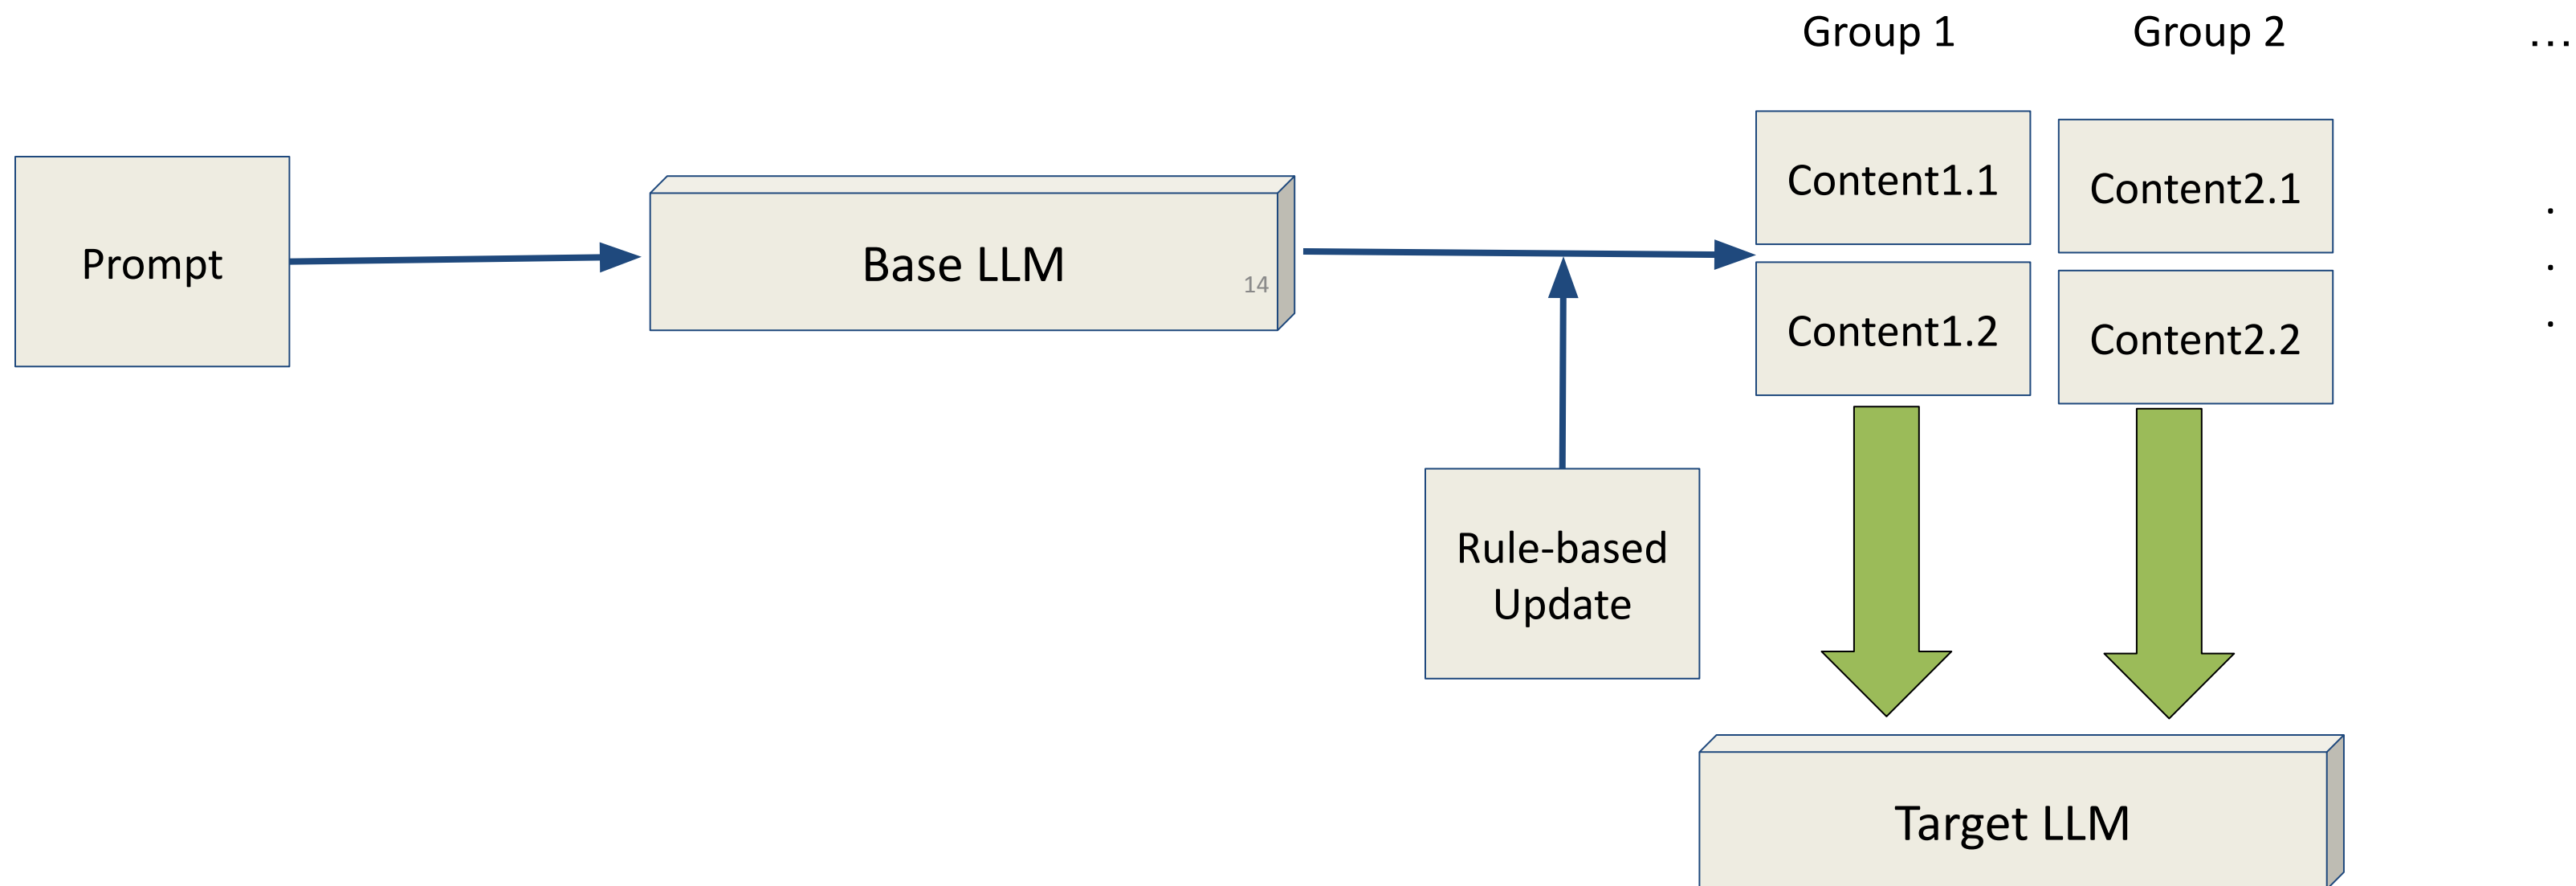 Group 1
Group 2
...
Content1.1
Content2.1
Prompt
Base LLM
14
Content1.2
Content2.2
.
.
.
Rule-based
Update
Target LLM